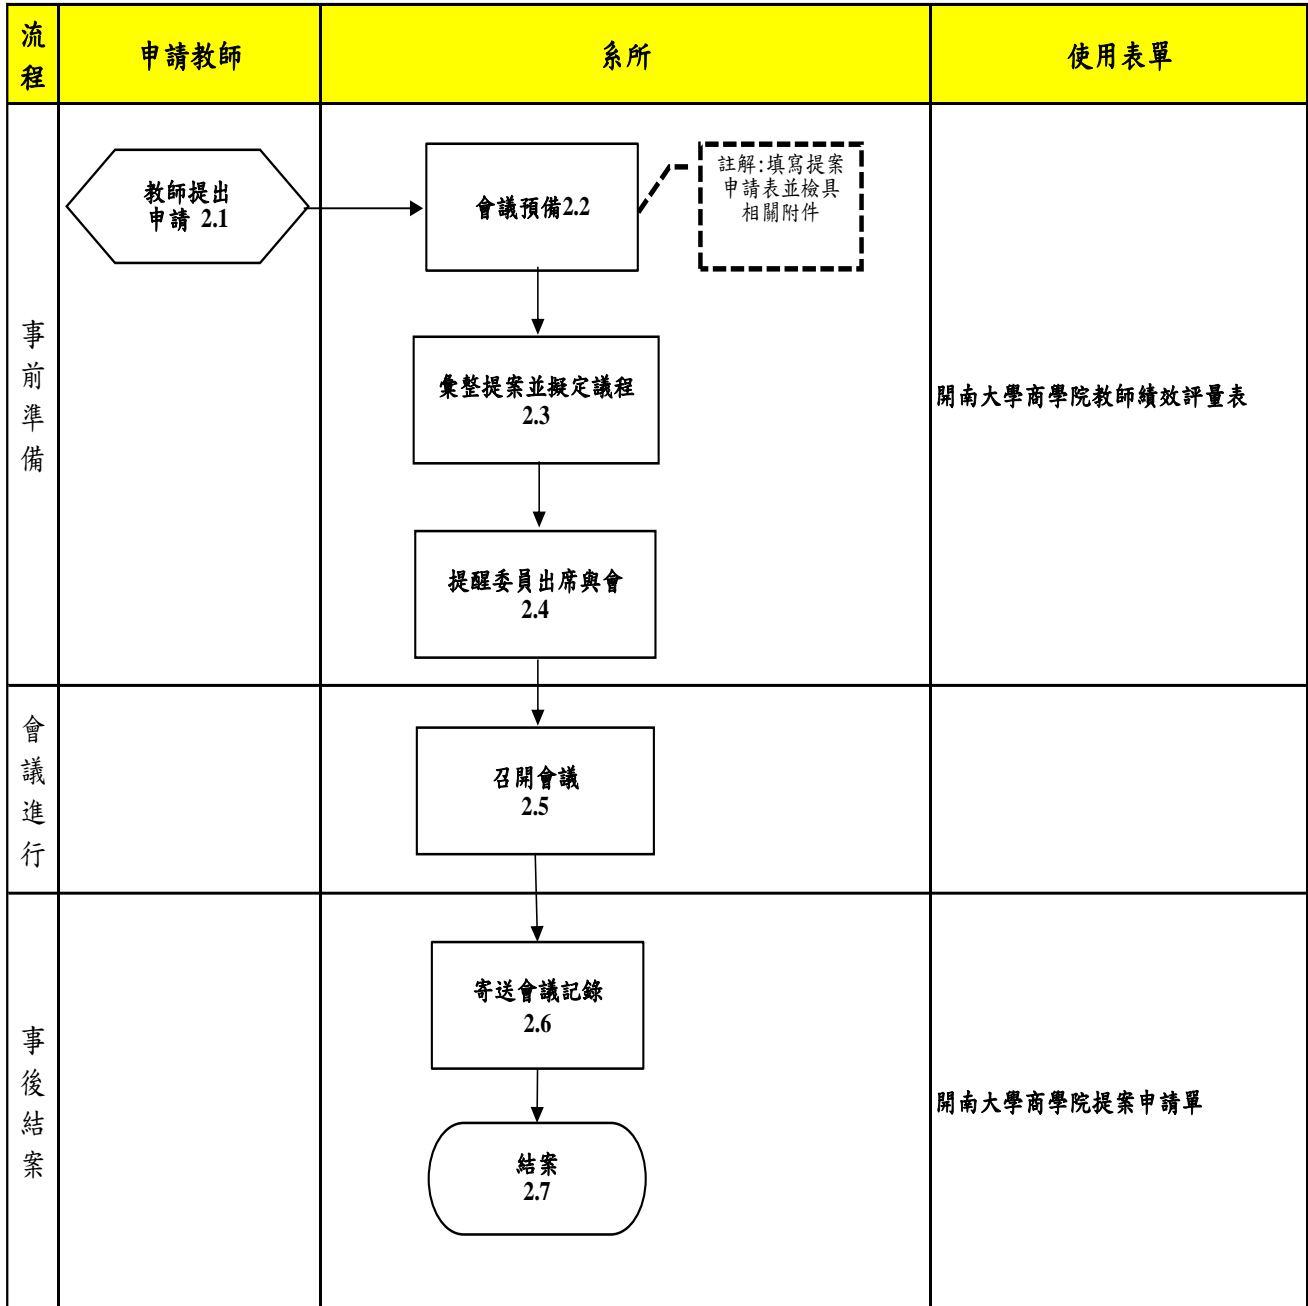 流
程
申請教師
系所
使用表單
事
前
準
備
教師提出
申請 2.1
會議預備2.2
註解:填寫提案
申請表並檢具
相關附件
彙整提案並擬定議程
2.3
提醒委員出席與會
2.4
開南大學商學院教師績效評量表
會
議
進
行
召開會議
2.5
事
後
結
案
寄送會議記錄
2.6
結案
2.7
開南大學商學院提案申請單